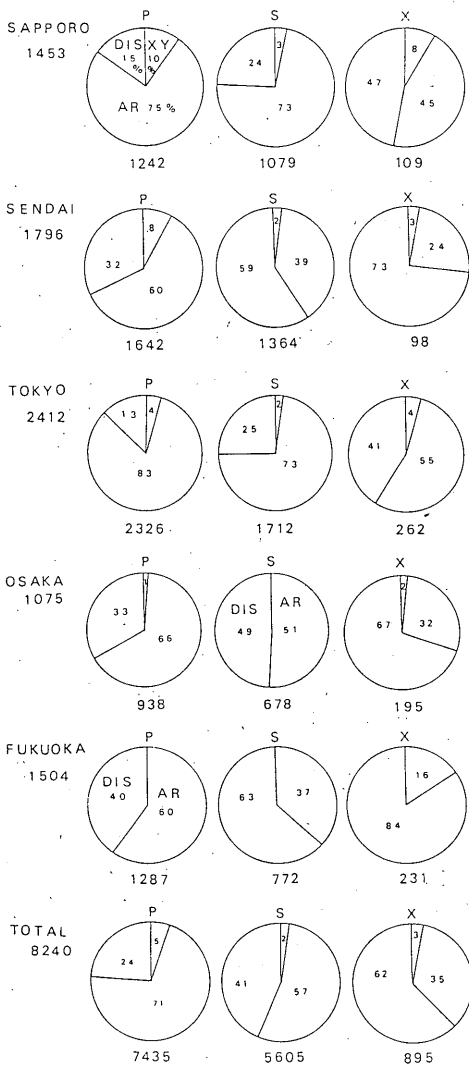 SAPPORO
1453
P S X
DIS XY
15 % 10 %
AR 75%
3
24
73
8
47
45
1242 1079 109
SENDAI
1796
P S X
8
32
60
2
59 39
3
24
73
1642 1364 98
TOKYO
2412
P S X
13 4
83
2
25
73
4
41
55
2326 1712 262
OSAKA
1075
P S X
1
33
66
DIS AR
49 51
2
67 32
938 678 195
FUKUOKA
1504
P S X
DIS AR
40 60
63 37
16
84
1287 772 231
TOTAL
8240
P S X
5
24
71
2
41 57
3
62 35
7435 5605 895